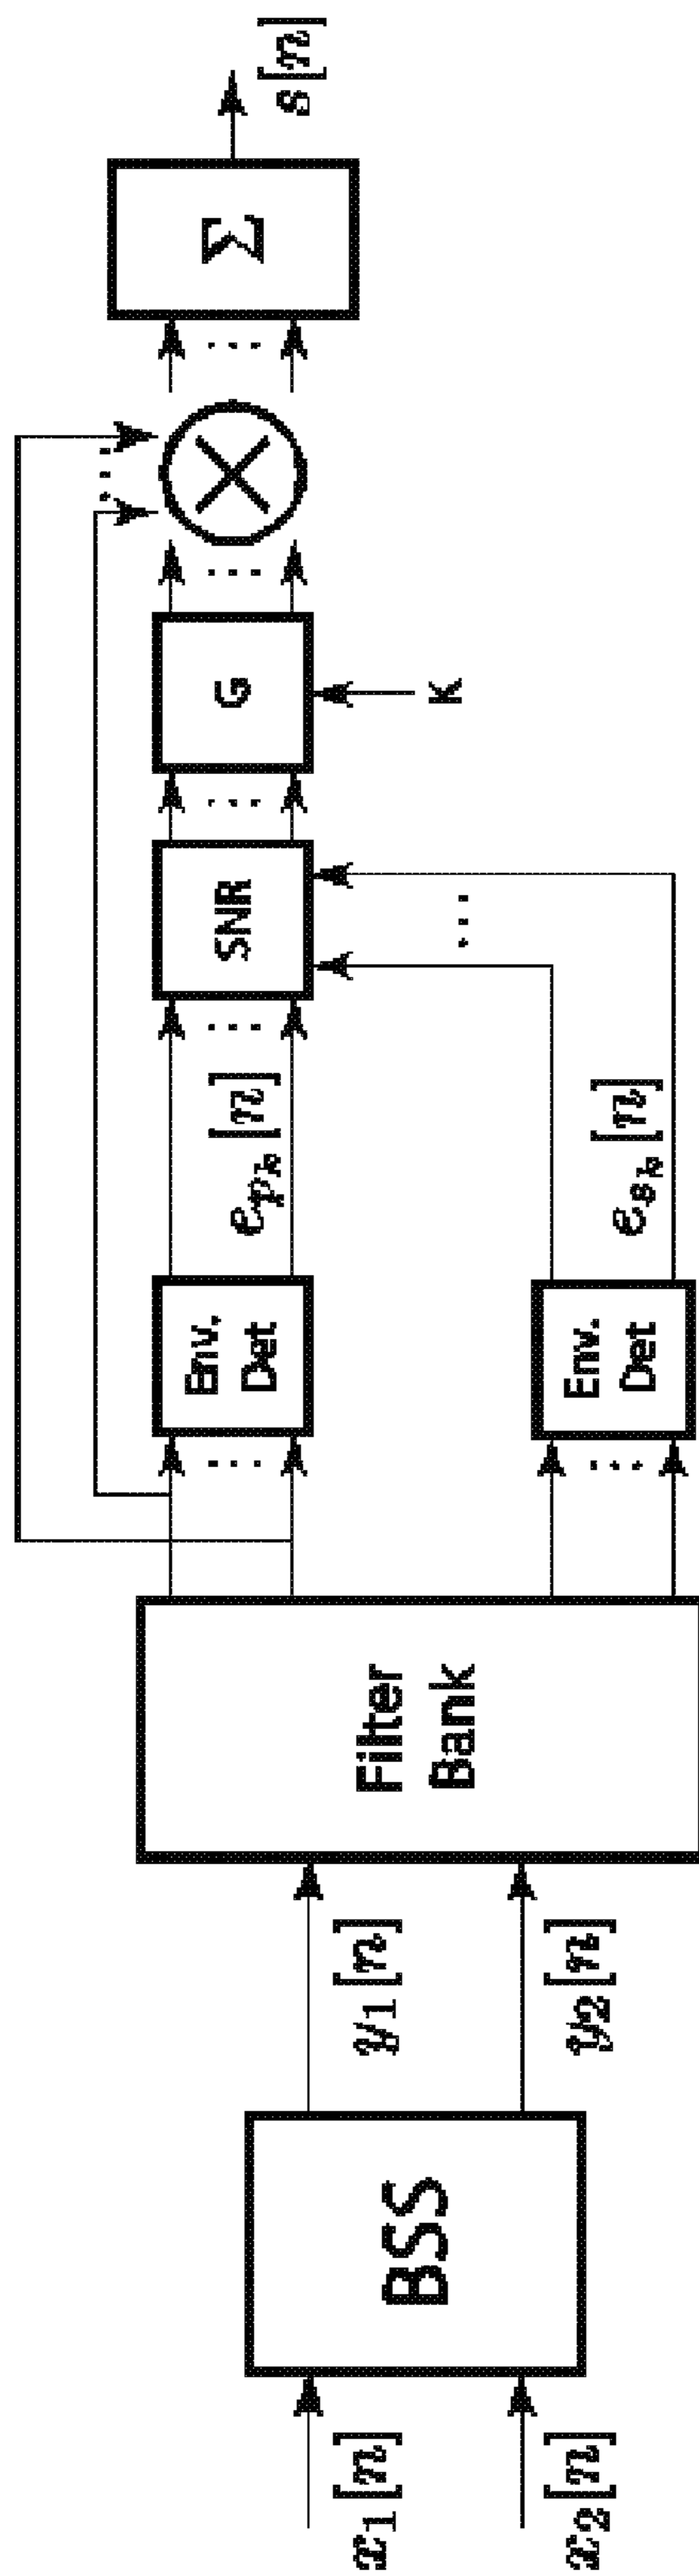 x₁[n]
x₂[n]
BSS
y₁[n]
y₂[n]
Filter
Bank
Env.
Det
Env.
Det
eₚₖ[n]
eₛₖ[n]
SNR
G
K
Σ
s[n]